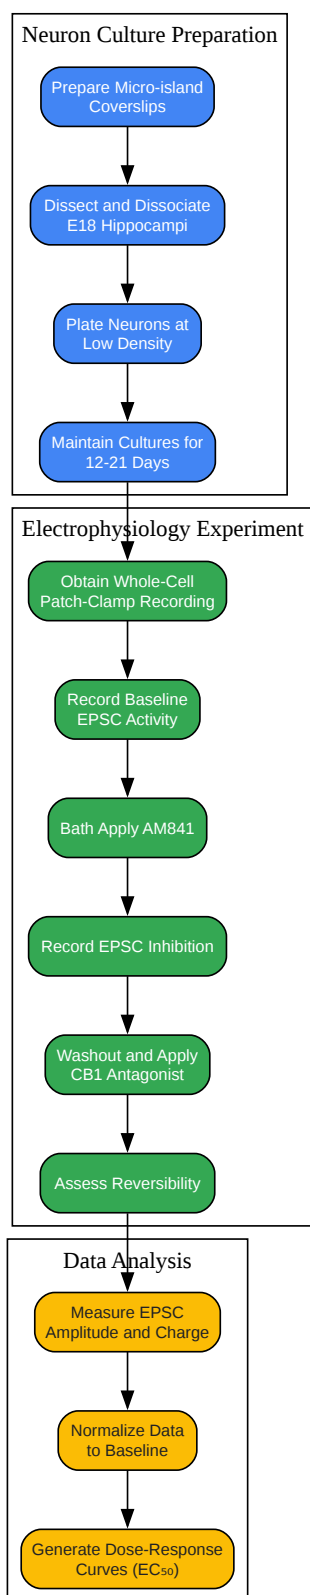 Neuron Culture Preparation
Prepare Micro-island
Coverslips
Dissect and Dissociate
E18 Hippocampi
Plate Neurons at
Low Density
Maintain Cultures for
12-21 Days
Electrophysiology Experiment
Obtain Whole-Cell
Patch-Clamp Recording
Record Baseline
EPSC Activity
Bath Apply AM841
Record EPSC Inhibition
Washout and Apply
CB1 Antagonist
Assess Reversibility
Data Analysis
Measure EPSC
Amplitude and Charge
Normalize Data
to Baseline
Generate Dose-Response
Curves (EC₅₀)